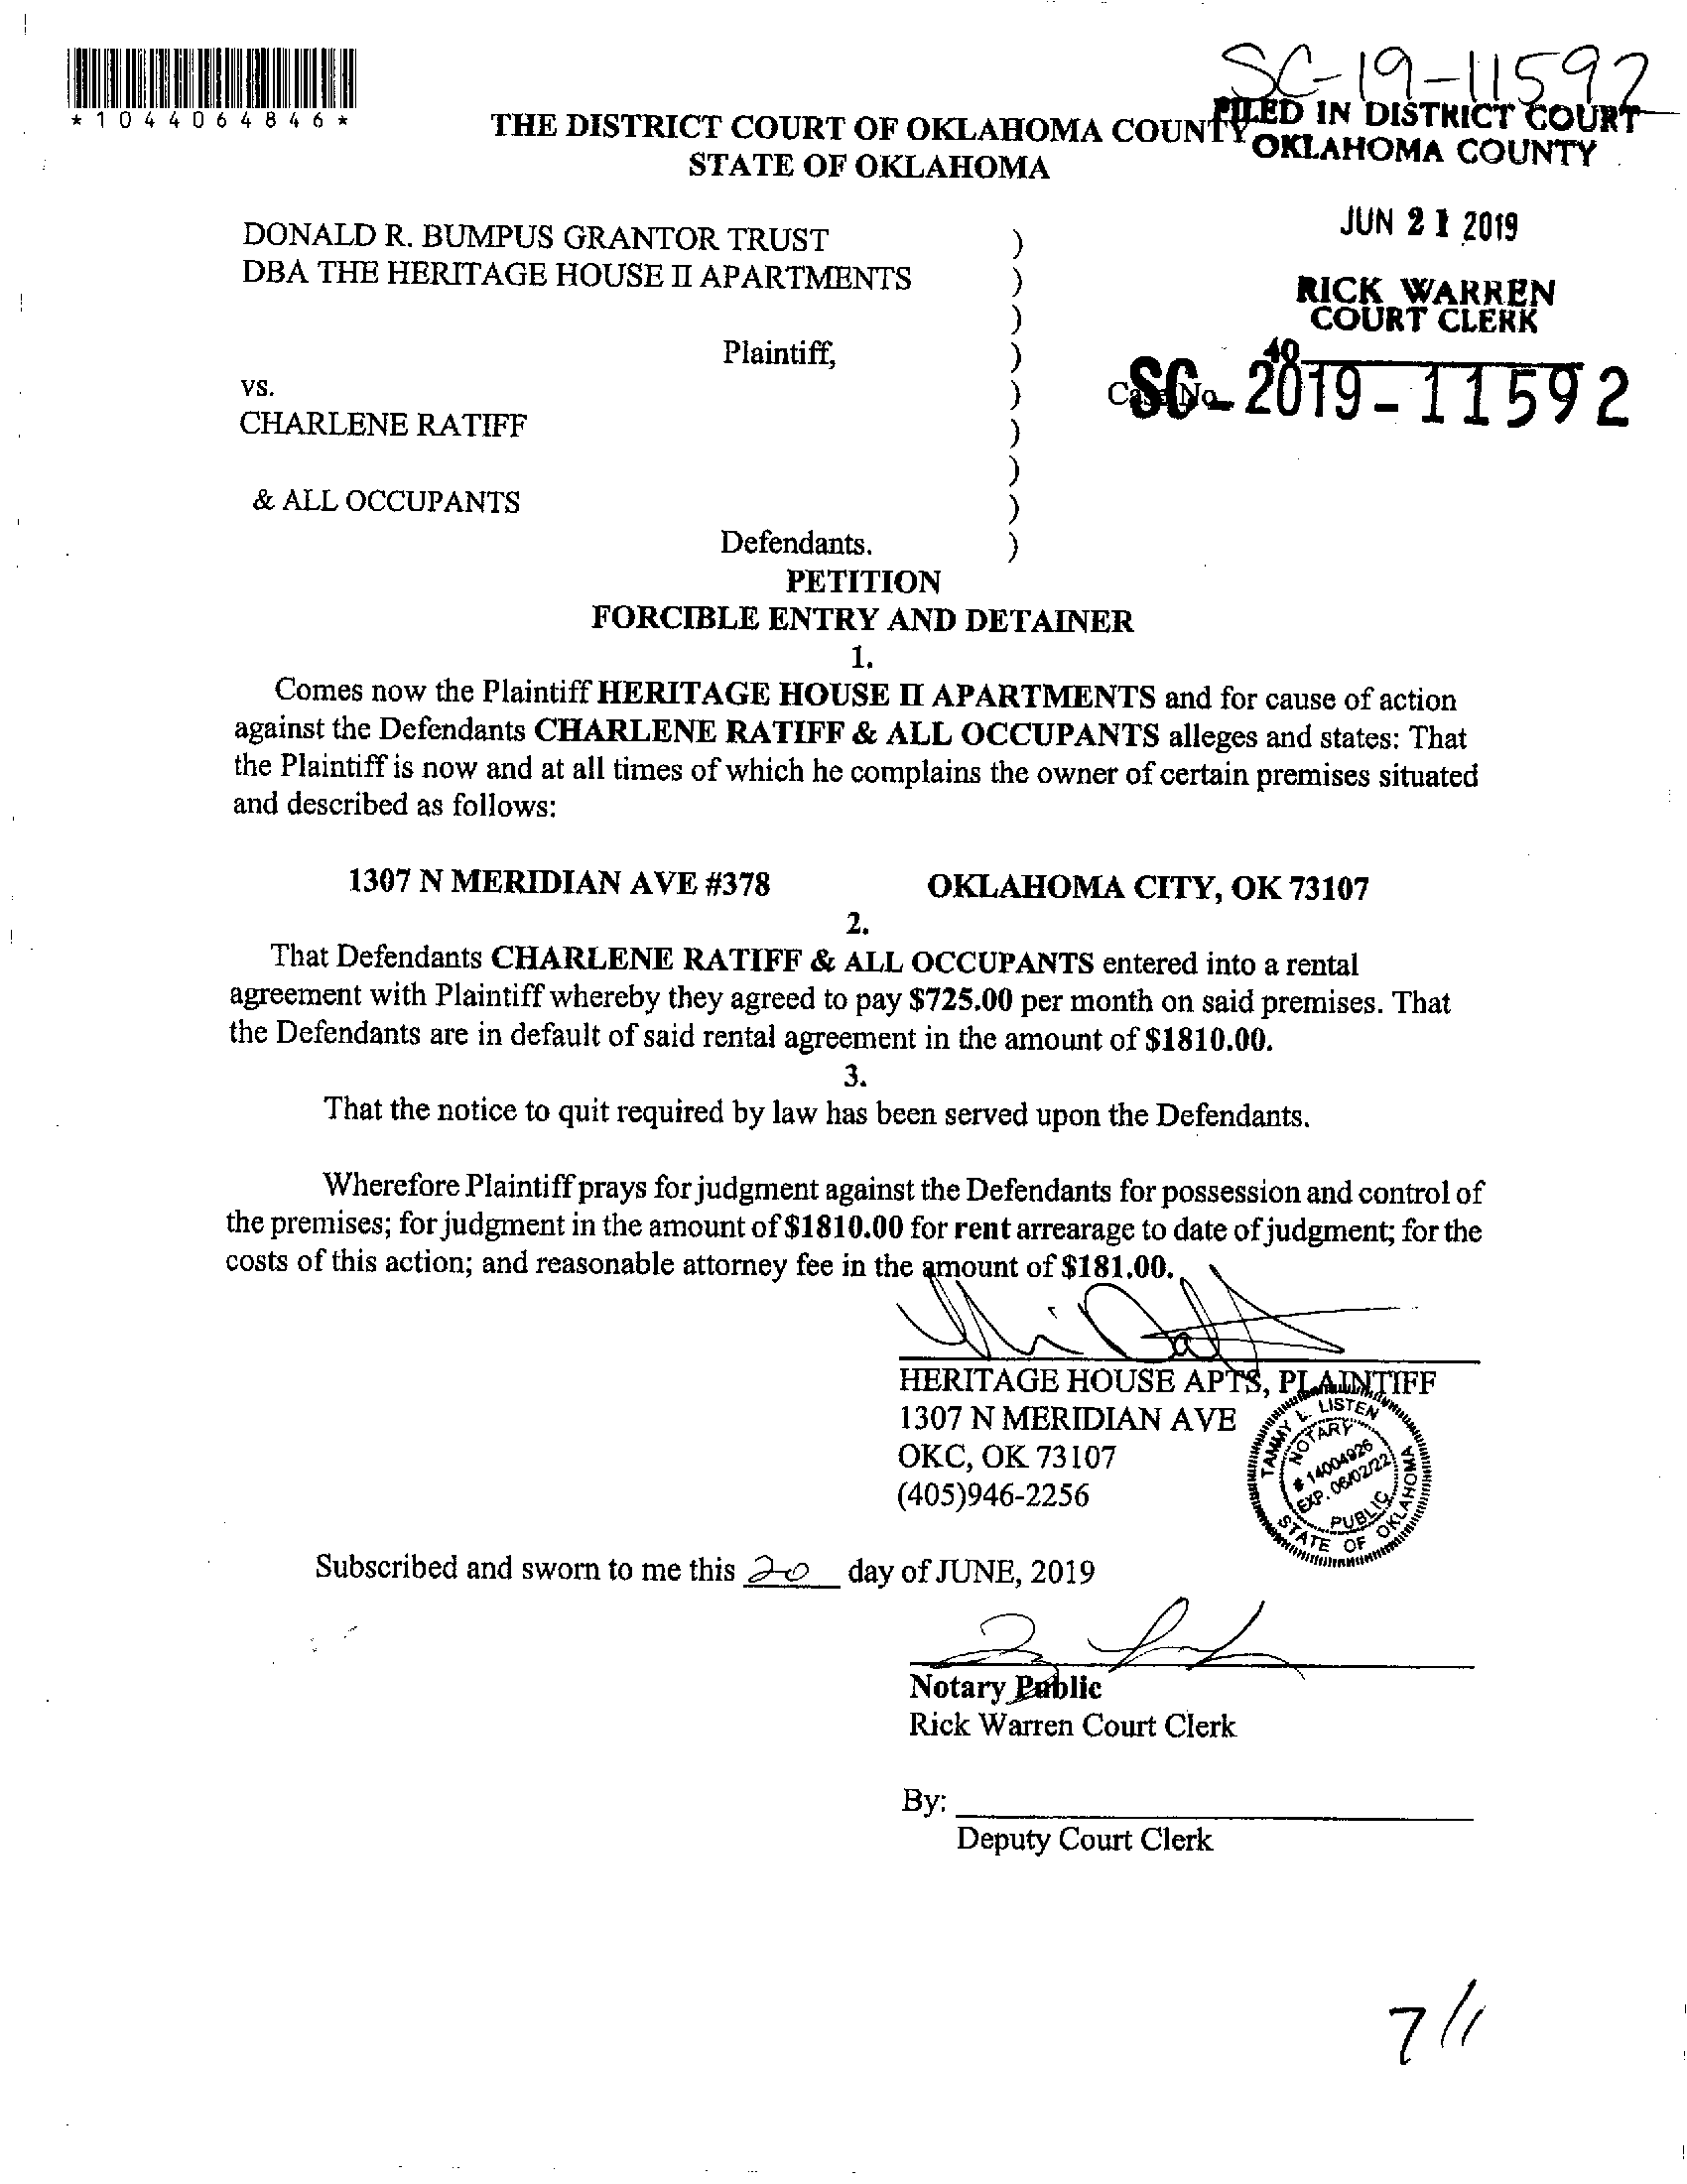 SC-19-11592
*1044064846*
FILED IN DISTRICT COURT
OKLAHOMA COUNTY
THE DISTRICT COURT OF OKLAHOMA COUNTY
STATE OF OKLAHOMA
JUN 21 2019
RICK WARREN
COURT CLERK
40
DONALD R. BUMPUS GRANTOR TRUST )
DBA THE HERITAGE HOUSE II APARTMENTS )
)
Plaintiff, )
vs. ) Case No. SC-2019-11592
CHARLENE RATIFF )
)
& ALL OCCUPANTS )
Defendants. )
PETITION
FORCIBLE ENTRY AND DETAINER
1.
Comes now the Plaintiff HERITAGE HOUSE II APARTMENTS and for cause of action
against the Defendants CHARLENE RATIFF & ALL OCCUPANTS alleges and states: That
the Plaintiff is now and at all times of which he complains the owner of certain premises situated
and described as follows:
1307 N MERIDIAN AVE #378 OKLAHOMA CITY, OK 73107
2.
That Defendants CHARLENE RATIFF & ALL OCCUPANTS entered into a rental
agreement with Plaintiff whereby they agreed to pay $725.00 per month on said premises. That
the Defendants are in default of said rental agreement in the amount of $1810.00.
3.
That the notice to quit required by law has been served upon the Defendants.
Wherefore Plaintiff prays for judgment against the Defendants for possession and control of
the premises; for judgment in the amount of $1810.00 for rent arrearage to date of judgment; for the
costs of this action; and reasonable attorney fee in the amount of $181.00.
HERITAGE HOUSE APTS, PLAINTIFF
1307 N MERIDIAN AVE
OKC, OK 73107
(405)946-2256
TAMMY L. LISTEN
NOTARY
# 14004926
EXP. 06/02/22
PUBLIC
STATE OF OKLAHOMA
Subscribed and sworn to me this 20 day of JUNE, 2019
Notary Public
Rick Warren Court Clerk
By:
Deputy Court Clerk
7/11